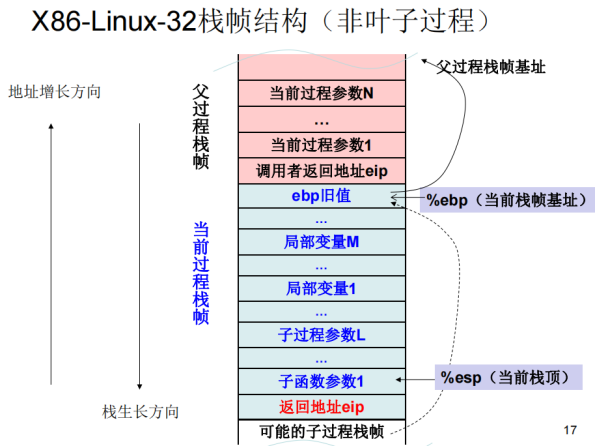 X86-Linux-32栈帧结构（非叶子过程）
父过程栈帧基址
地址增长方向
父过程栈帧
当前过程参数N
...
当前过程参数1
调用者返回地址eip
ebp旧值
%ebp（当前栈帧基址）
当前过程栈帧
...
局部变量M
...
局部变量1
...
子过程参数L
...
子函数参数1
%esp（当前栈顶）
返回地址eip
栈生长方向
可能的子过程栈帧
17